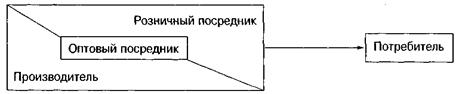 Розничный посредник
Оптовый посредник
Потребитель
Производитель